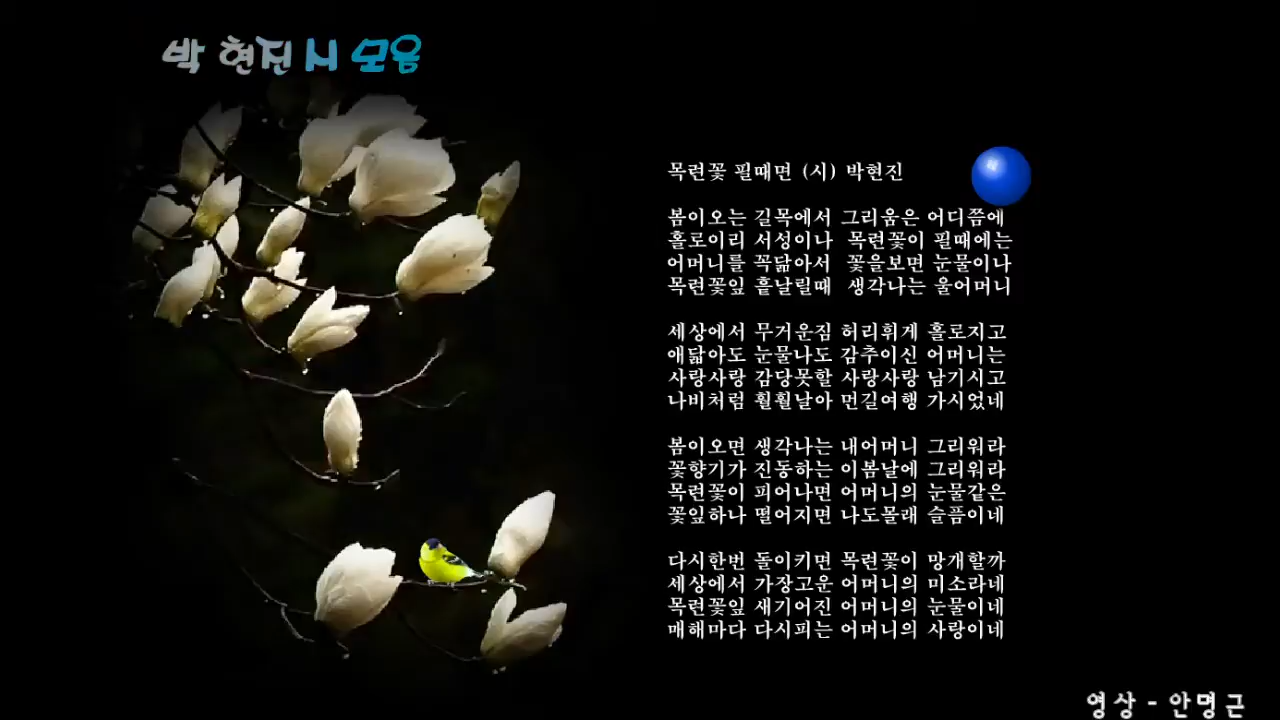 박 현진 시 모음
목련꽃 필때면 (시) 박현진
봄이오는 길목에서 그리움은 어디쯤에
홀로이리 서성이나 목련꽃이 필때에는
어머니를 꼭닮아서 꽃을보면 눈물이나
목련꽃잎 흩날릴때 생각나는 울어머니
세상에서 무거운짐 허리휘게 홀로지고
애닯아도 눈물나도 감추이신 어머니는
사랑사랑 감당못할 사랑사랑 남기시고
나비처럼 훨훨날아 먼길여행 가시었네
봄이오면 생각나는 내어머니 그리워라
꽃향기가 진동하는 이봄날에 그리워라
목련꽃이 피어나면 어머니의 눈물같은
꽃잎하나 떨어지면 나도몰래 슬픔이네
다시한번 돌이키면 목련꽃이 망개할까
세상에서 가장고운 어머니의 미소라네
목련꽃잎 새기어진 어머니의 눈물이네
매해마다 다시피는 어머니의 사랑이네
영상 - 안명근